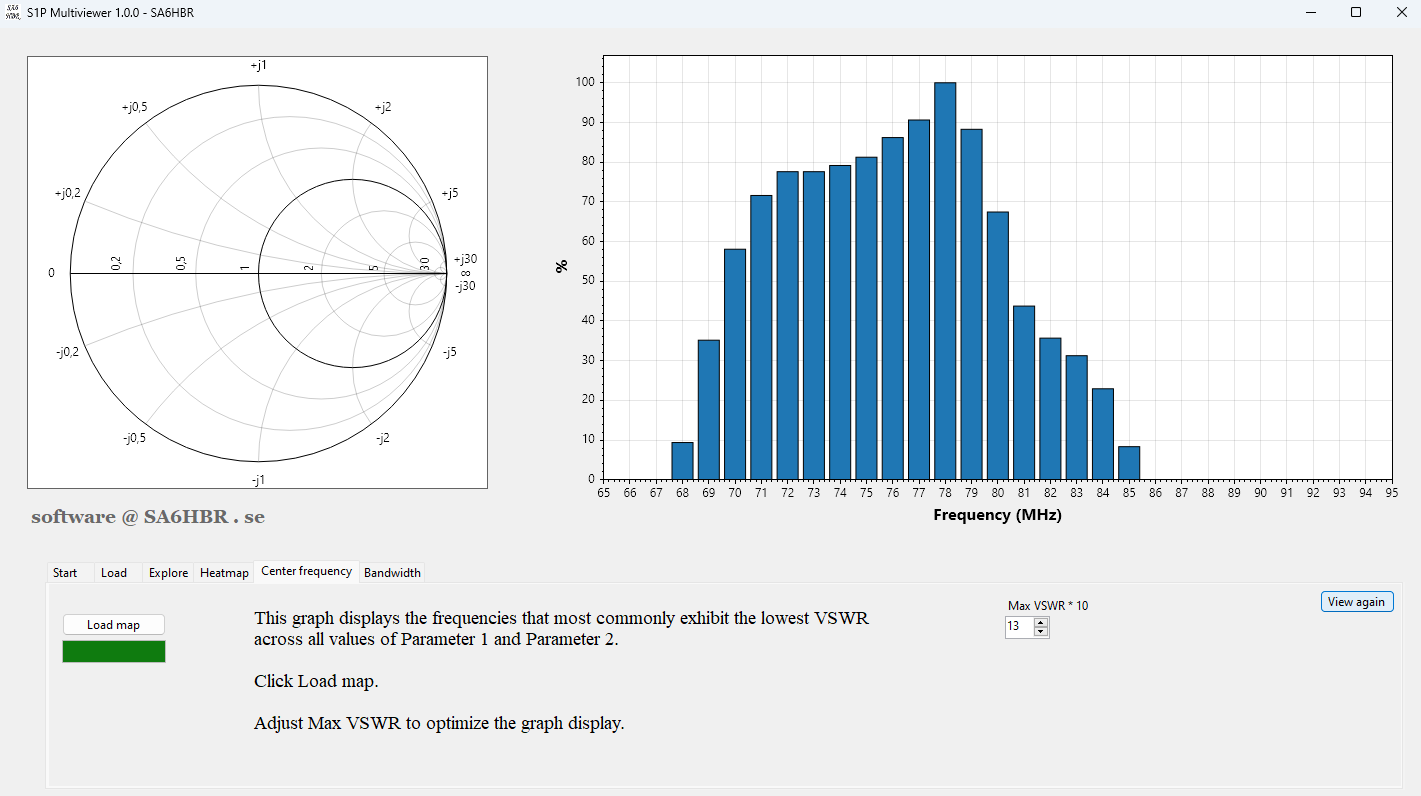 S1P Multiviewer 1.0.0 - SA6HBR
+j1
+j0,5
+j2
+j0,2
+j5
0
0,2
0,5
1
2
5
30
+j30
∞
-j30
-j0,2
-j5
-j0,5
-j2
-j1
100
90
80
70
60
50
40
30
20
10
0
%
65 66 67 68 69 70 71 72 73 74 75 76 77 78 79 80 81 82 83 84 85 86 87 88 89 90 91 92 93 94 95
Frequency (MHz)
software @ SA6HBR . se
Start Load Explore Heatmap Center frequency Bandwidth
Load map
This graph displays the frequencies that most commonly exhibit the lowest VSWR
across all values of Parameter 1 and Parameter 2.
Click Load map.
Adjust Max VSWR to optimize the graph display.
Max VSWR * 10
13
View again